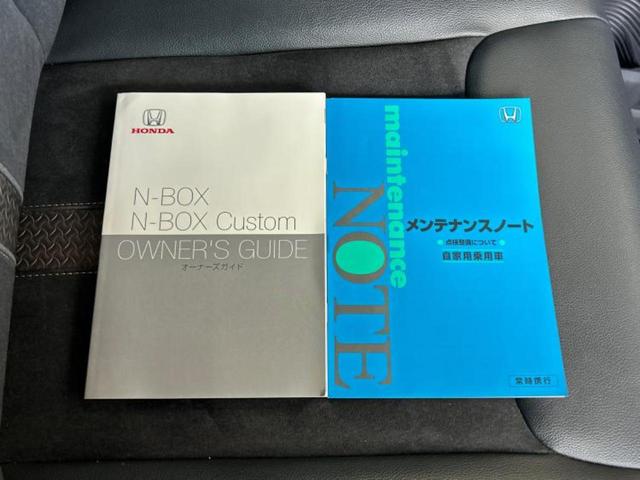 HONDA
N-BOX
N-BOX Custom
OWNER'S GUIDE
オーナーズガイド
maintenance
NOTE
メンテナンスノート
点検整備について
自家用乗用車
常時携行